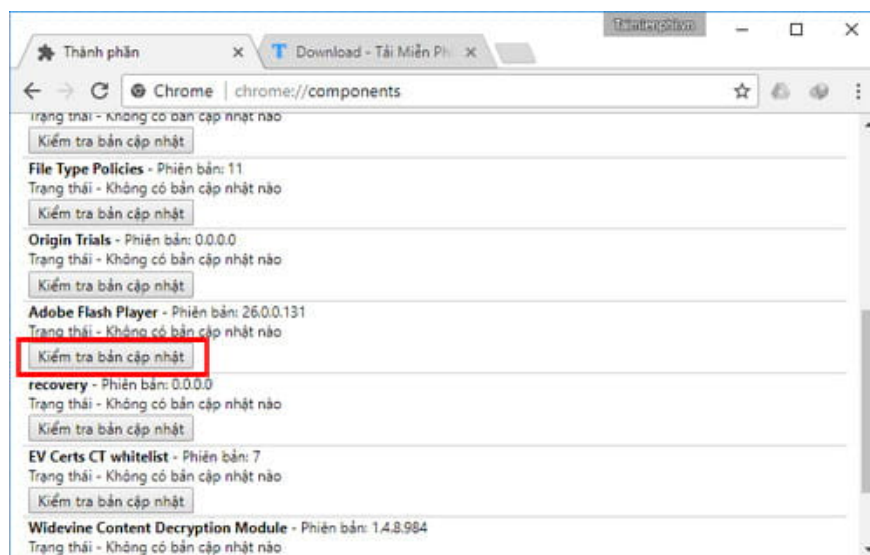 Taimienphi.vn
Thành phần
Download - Tải Miễn Ph
Chrome | chrome://components
Trạng thái - Không có bản cập nhật nào
Kiểm tra bản cập nhật
File Type Policies - Phiên bản: 11
Trạng thái - Không có bản cập nhật nào
Kiểm tra bản cập nhật
Origin Trials - Phiên bản: 0.0.0.0
Trạng thái - Không có bản cập nhật nào
Kiểm tra bản cập nhật
Adobe Flash Player - Phiên bản: 26.0.0.131
Trạng thái - Không có bản cập nhật nào
Kiểm tra bản cập nhật
recovery - Phiên bản: 0.0.0.0
Trạng thái - Không có bản cập nhật nào
Kiểm tra bản cập nhật
EV Certs CT whitelist - Phiên bản: 7
Trạng thái - Không có bản cập nhật nào
Kiểm tra bản cập nhật
Widevine Content Decryption Module - Phiên bản: 1.4.8.984
Trạng thái - Không có bản cập nhật nào